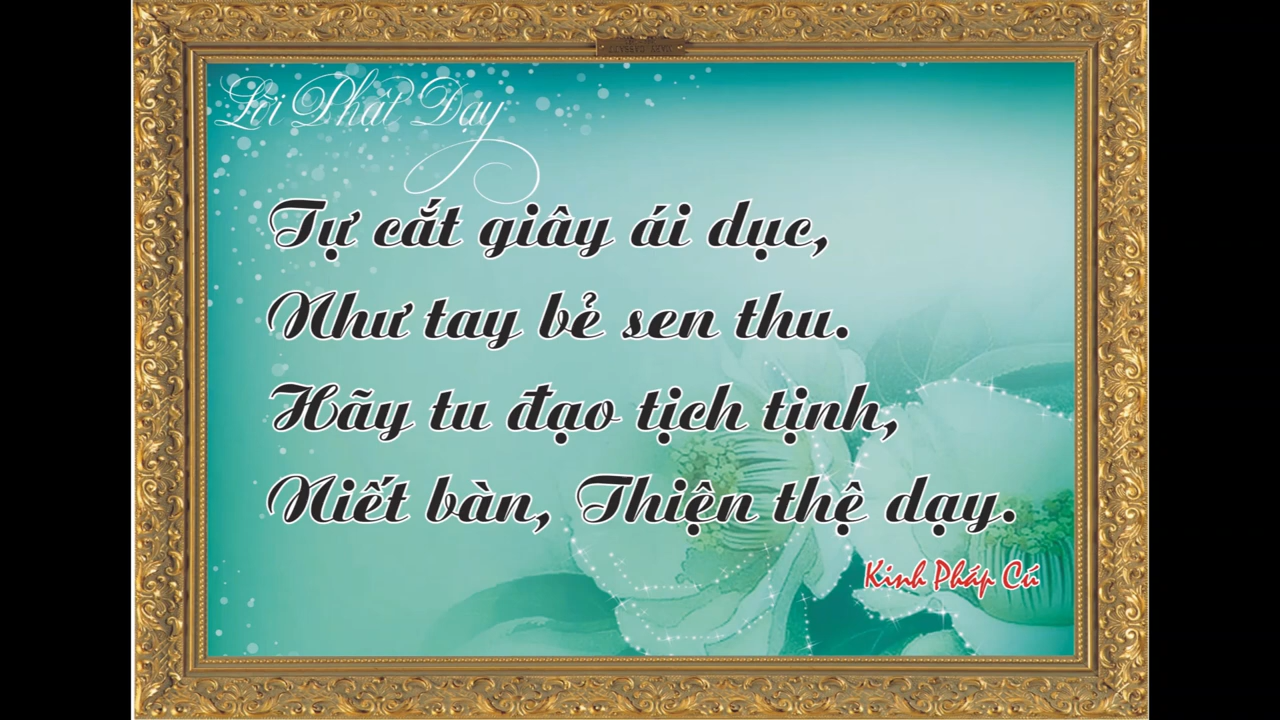 Lời Phật Dạy
Tự cắt giây ái dục,
Như tay bẻ sen thu.
Hãy tu đạo tịch tịnh,
Niết bàn, Thiện thệ dạy.
Kinh Pháp Cú